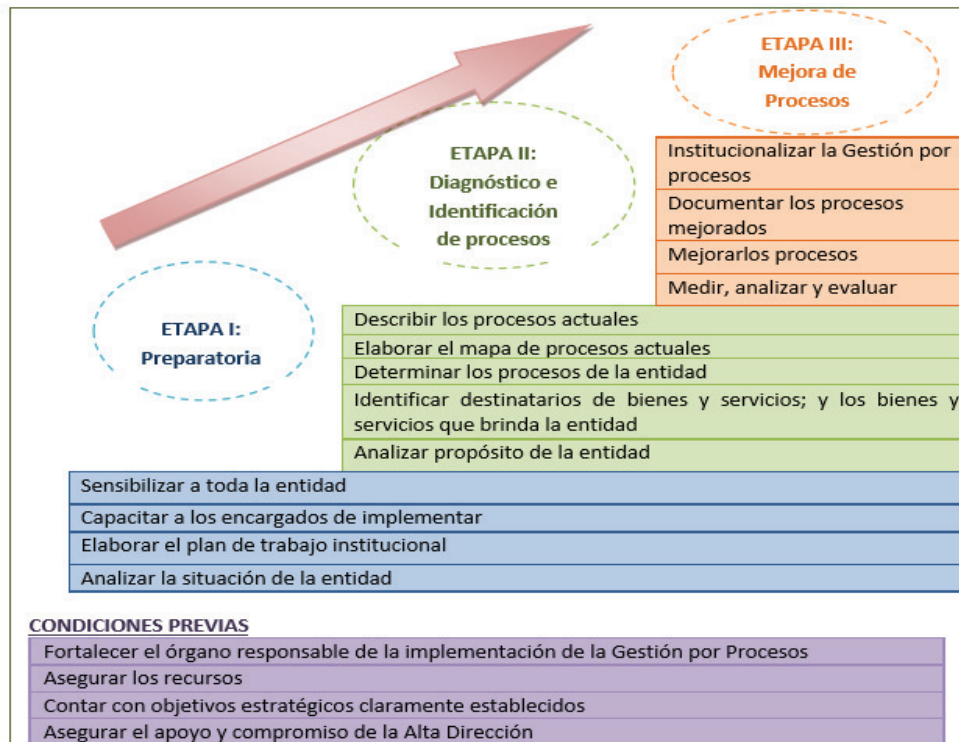 ETAPA III:
Mejora de
Procesos
ETAPA II:
Diagnóstico e
Identificación
de procesos
ETAPA I:
Preparatoria
Institucionalizar la Gestión por
procesos
Documentar los procesos
mejorados
Mejorarlos procesos
Medir, analizar y evaluar
Describir los procesos actuales
Elaborar el mapa de procesos actuales
Determinar los procesos de la entidad
Identificar destinatarios de bienes y servicios; y los bienes y
servicios que brinda la entidad
Analizar propósito de la entidad
Sensibilizar a toda la entidad
Capacitar a los encargados de implementar
Elaborar el plan de trabajo institucional
Analizar la situación de la entidad
CONDICIONES PREVIAS
Fortalecer el órgano responsable de la implementación de la Gestión por Procesos
Asegurar los recursos
Contar con objetivos estratégicos claramente establecidos
Asegurar el apoyo y compromiso de la Alta Dirección